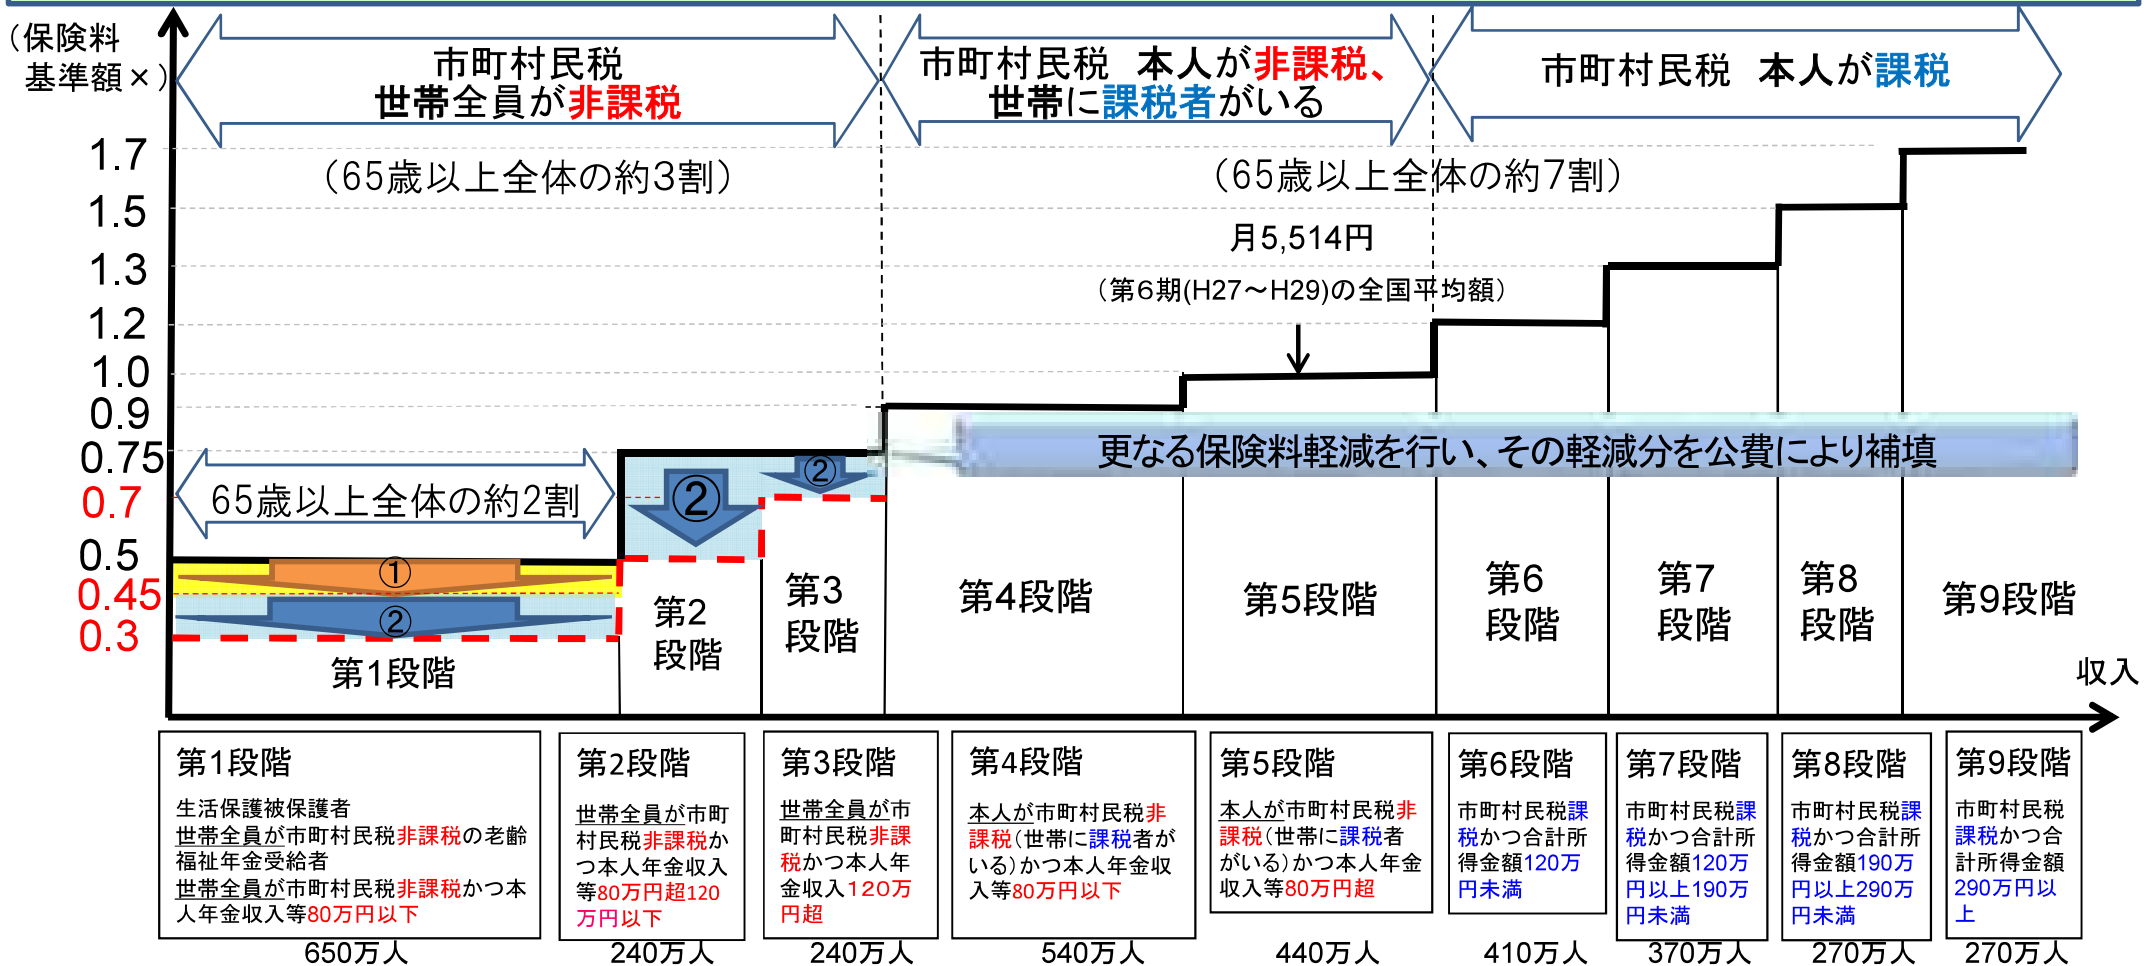 （保険料
基準額×）
市町村民税
世帯全員が非課税
市町村民税　本人が非課税、
世帯に課税者がいる
市町村民税　本人が課税
（65歳以上全体の約３割）
（65歳以上全体の約７割）
1.7
1.5
1.3
1.2
1.0
0.9
0.75
0.7
0.5
0.45
0.3
月5,514円
（第６期(H27～H29)の全国平均額）
更なる保険料軽減を行い、その軽減分を公費により補填
65歳以上全体の約2割
①
②
②
②
第1段階
第2
段階
第3
段階
第4段階
第5段階
第6
段階
第7
段階
第8
段階
第9段階
収入
第1段階
生活保護被保護者
世帯全員が市町村民税非課税の老齢
福祉年金受給者
世帯全員が市町村民税非課税かつ本
人年金収入等80万円以下
650万人
第2段階
世帯全員が市町
村民税非課税か
つ本人年金収入
等80万円超120
万円以下
240万人
第3段階
世帯全員が市
町村民税非課
税かつ本人年
金収入１２０万
円超
240万人
第4段階
本人が市町村民税非
課税（世帯に課税者が
いる）かつ本人年金収
入等80万円以下
540万人
第5段階
本人が市町村民税非
課税（世帯に課税者
がいる）かつ本人年金
収入等80万円超
440万人
第6段階
市町村民税課
税かつ合計所
得金額120万
円未満
410万人
第7段階
市町村民税課
税かつ合計所
得金額120万
円以上190万
円未満
370万人
第8段階
市町村民税課
税かつ合計所
得金額190万
円以上290万
円未満
270万人
第9段階
市町村民税
課税かつ合
計所得金額
290万円以
上
270万人